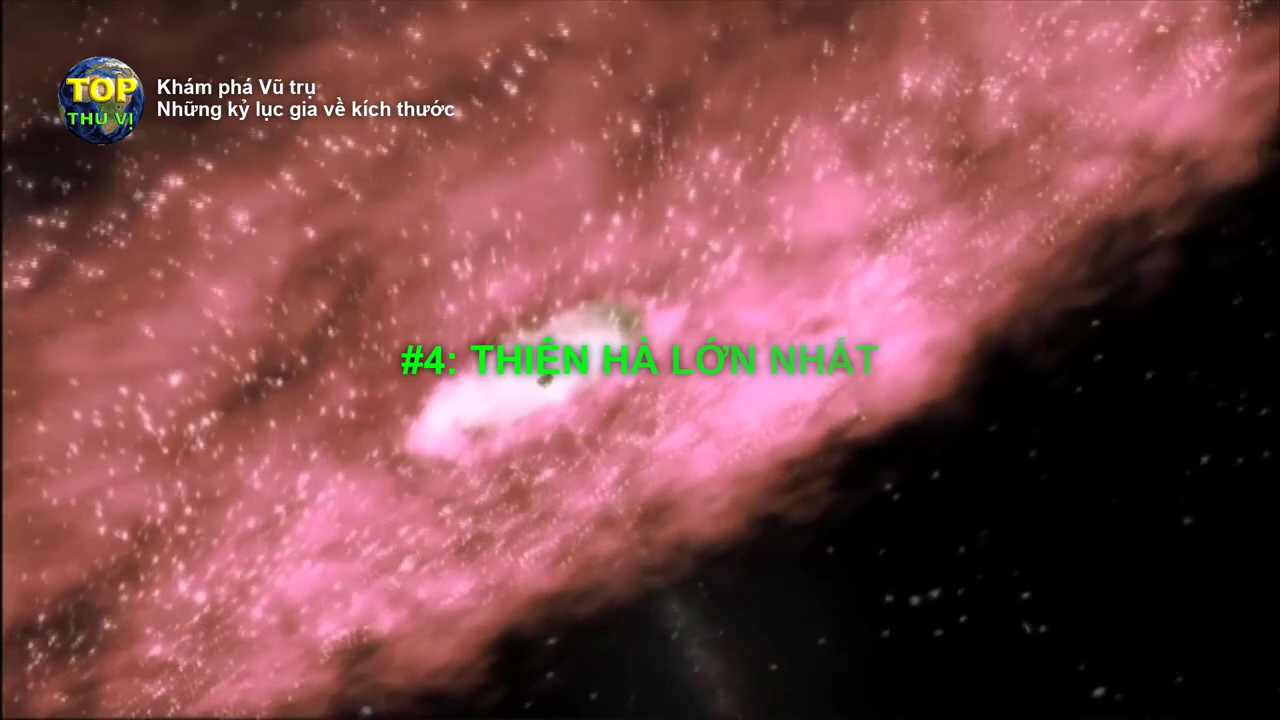 TOP
THÚ VỊ
Khám phá Vũ trụ
Những kỷ lục gia về kích thước
#4: THIÊN HÀ LỚN NHẤT